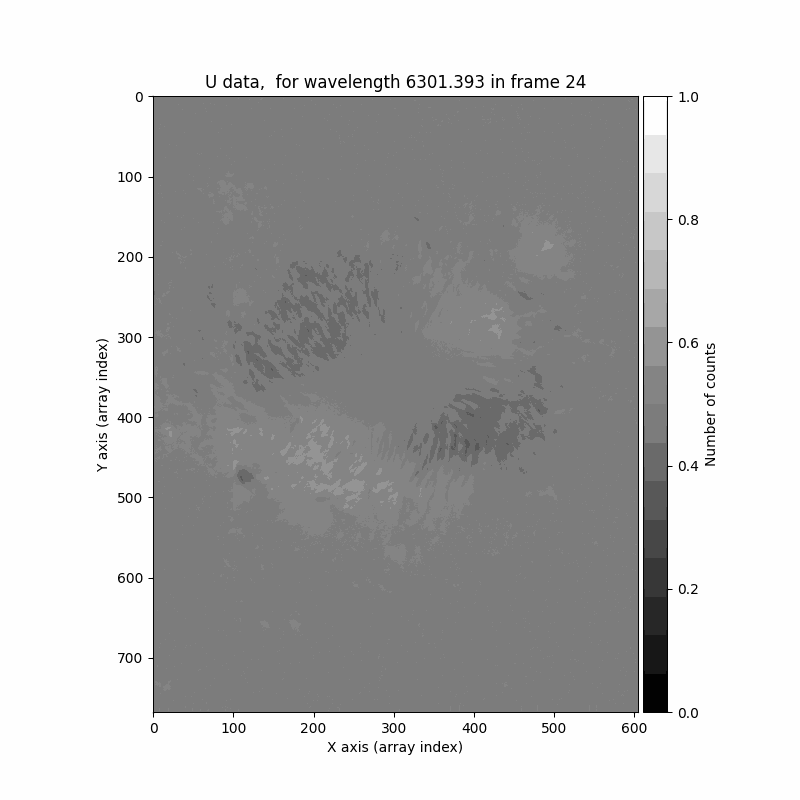 U data,  for wavelength 6301.393 in frame 24
0
100
200
300
400
500
600
700
Y axis (array index)
0 100 200 300 400 500 600
X axis (array index)
1.0
0.8
0.6
0.4
0.2
0.0
Number of counts